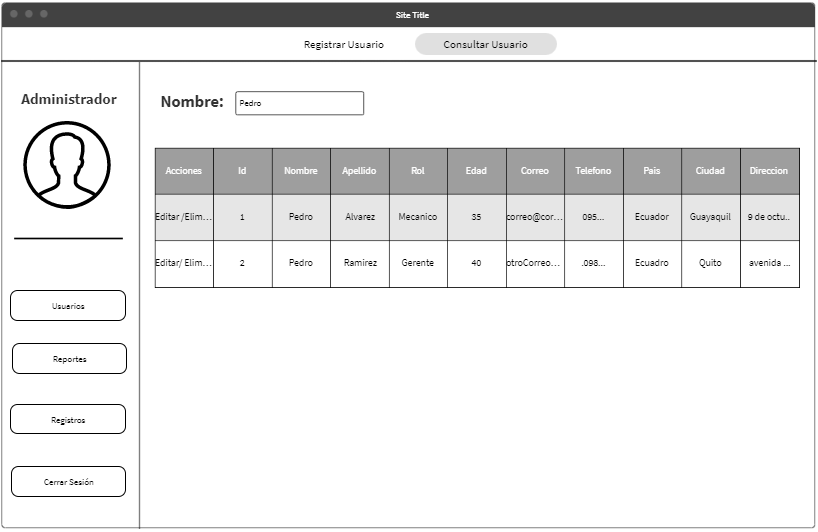 Site Title
Registrar Usuario Consultar Usuario
Administrador
Nombre: Pedro
Acciones Id Nombre Apellido Rol Edad Correo Telefono Pais Ciudad Direccion
Editar /Elim... 1 Pedro Alvarez Mecanico 35 correo@cor... 095... Ecuador Guayaquil 9 de octu..
Editar/ Elim... 2 Pedro Ramirez Gerente 40 otroCorreo... .098... Ecuadro Quito avenida ...
Usuarios
Reportes
Registros
Cerrar Sesión